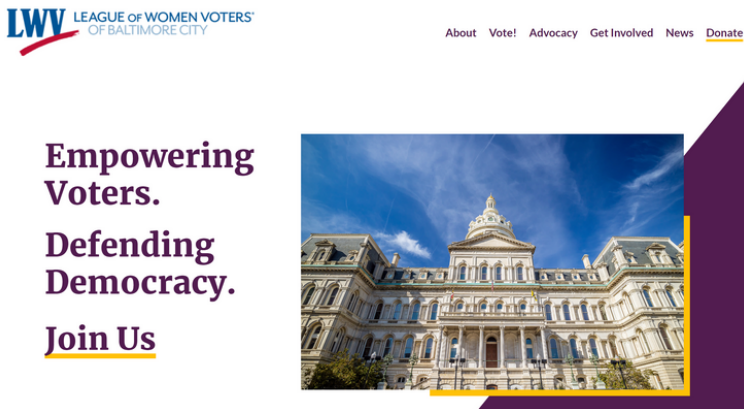 LWV LEAGUE OF WOMEN VOTERS®
OF BALTIMORE CITY
About Vote! Advocacy Get Involved News Donate
Empowering
Voters.
Defending
Democracy.
Join Us